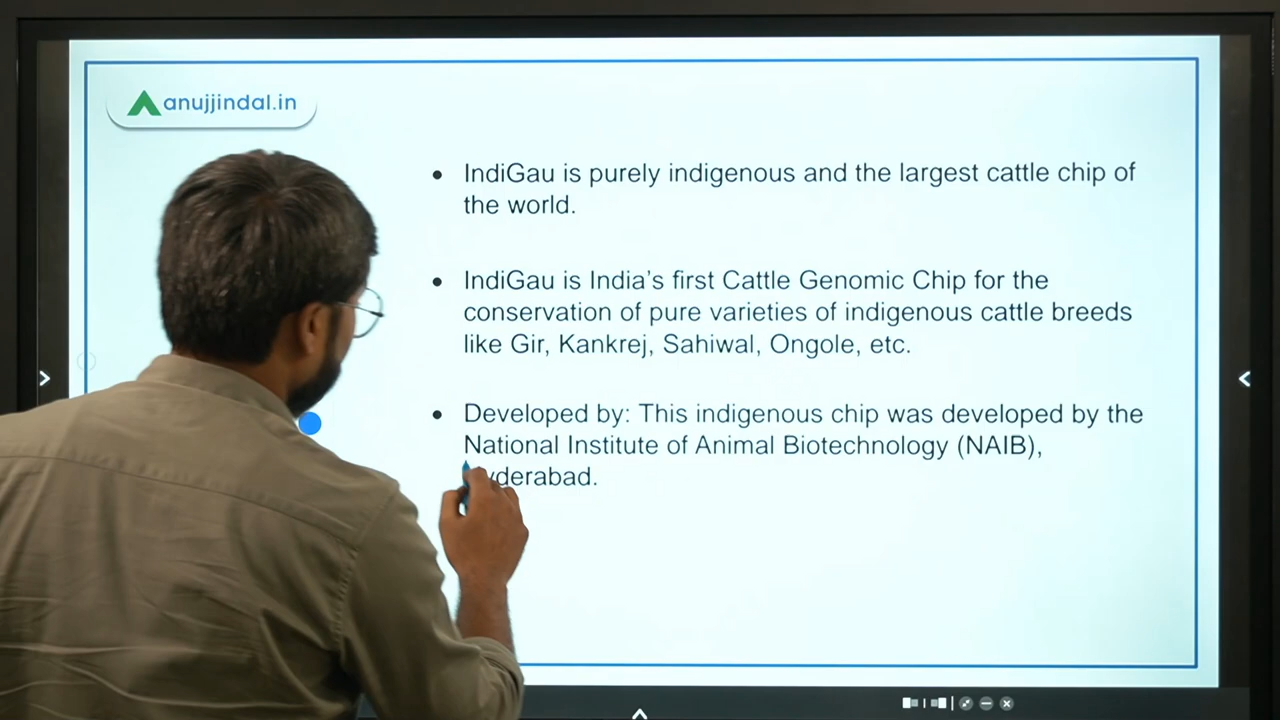 anujjindal.in
• IndiGau is purely indigenous and the largest cattle chip of
the world.
• IndiGau is India's first Cattle Genomic Chip for the
conservation of pure varieties of indigenous cattle breeds
like Gir, Kankrej, Sahiwal, Ongole, etc.
• Developed by: This indigenous chip was developed by the
National Institute of Animal Biotechnology (NAIB),
yderabad.